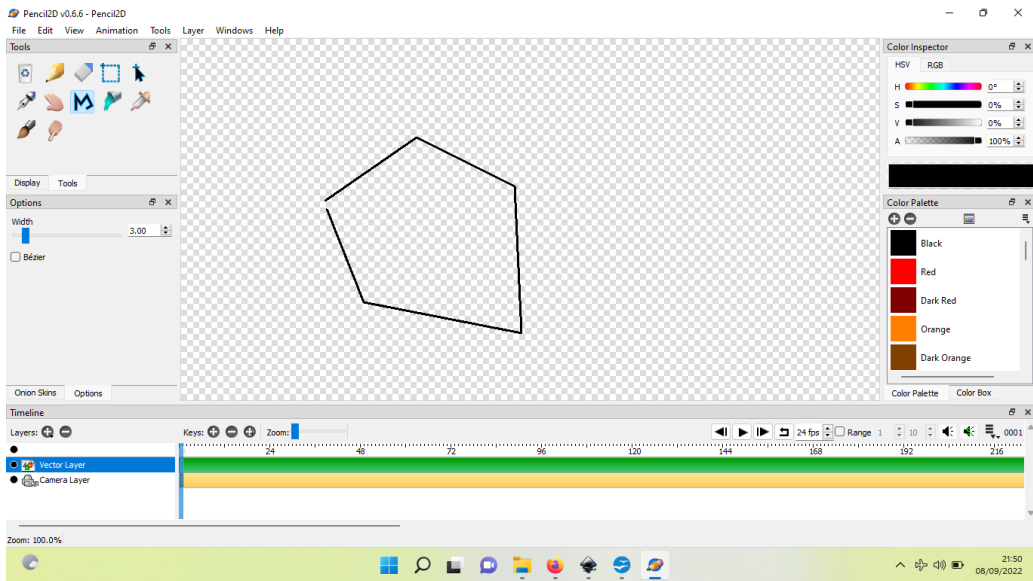 Pencil2D v0.6.6 - Pencil2D
File Edit View Animation Tools Layer Windows Help
Tools
Display Tools
Options
Width
3.00
Bézier
Onion Skins Options
Color Inspector
HSV RGB
H 0°
S 0%
V 0%
A 100%
Color Palette
Black
Red
Dark Red
Orange
Dark Orange
Color Palette Color Box
Timeline
Layers: Keys: Zoom: 24 fps Range 1 10 0001
24 48 72 96 120 144 168 192 216
Vector Layer
Camera Layer
Zoom: 100.0%
21:50
08/09/2022